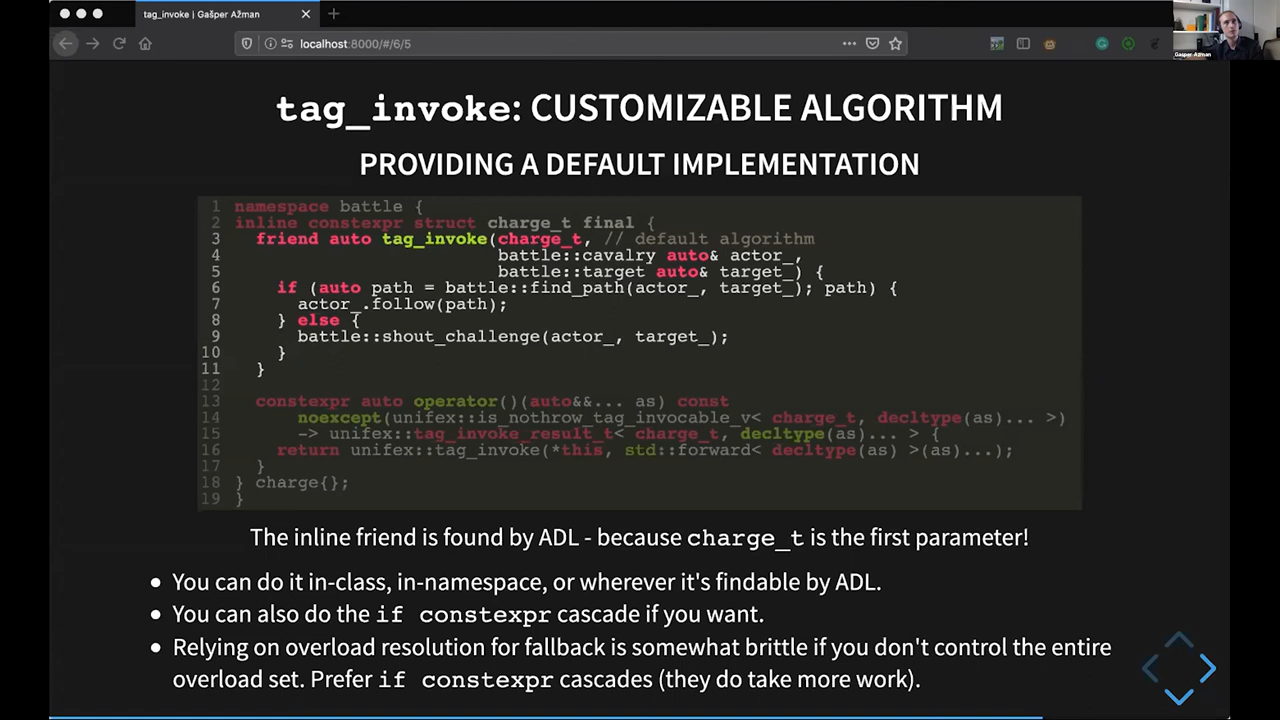 tag_invoke | Gašper Ažman
localhost:8000/#/6/5
Gašper Ažman
tag_invoke: CUSTOMIZABLE ALGORITHM
PROVIDING A DEFAULT IMPLEMENTATION
1 namespace battle {
2 inline constexpr struct charge_t final {
3 friend auto tag_invoke(charge_t, // default algorithm
4 battle::cavalry auto& actor_,
5 battle::target auto& target_) {
6 if (auto path = battle::find_path(actor_, target_); path) {
7 actor_.follow(path);
8 } else {
9 battle::shout_challenge(actor_, target_);
10 }
11 }
12
13 constexpr auto operator()(auto&&... as) const
14 noexcept(unifex::is_nothrow_tag_invocable_v< charge_t, decltype(as)... >)
15 -> unifex::tag_invoke_result_t< charge_t, decltype(as)... > {
16 return unifex::tag_invoke(*this, std::forward< decltype(as) >(as)...);
17 }
18 } charge{};
19 }
The inline friend is found by ADL - because charge_t is the first parameter!
• You can do it in-class, in-namespace, or wherever it's findable by ADL.
• You can also do the if constexpr cascade if you want.
• Relying on overload resolution for fallback is somewhat brittle if you don't control the entire
overload set. Prefer if constexpr cascades (they do take more work).